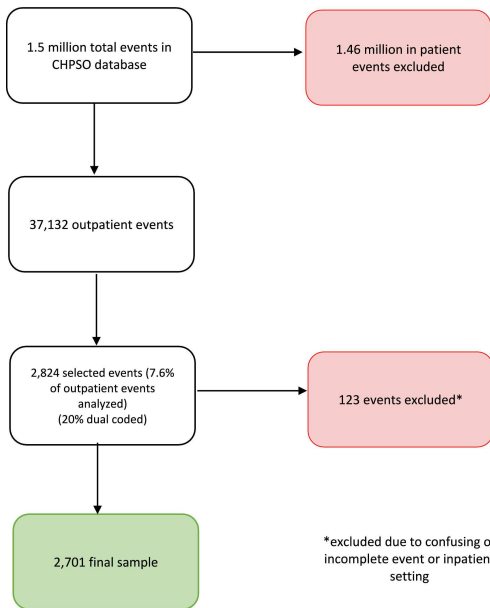 1.5 million total events in
CHPSO database
1.46 million in patient
events excluded
37,132 outpatient events
2,824 selected events (7.6%
of outpatient events
analyzed)
(20% dual coded)
123 events excluded*
2,701 final sample
*excluded due to confusing o
incomplete event or inpatien
setting